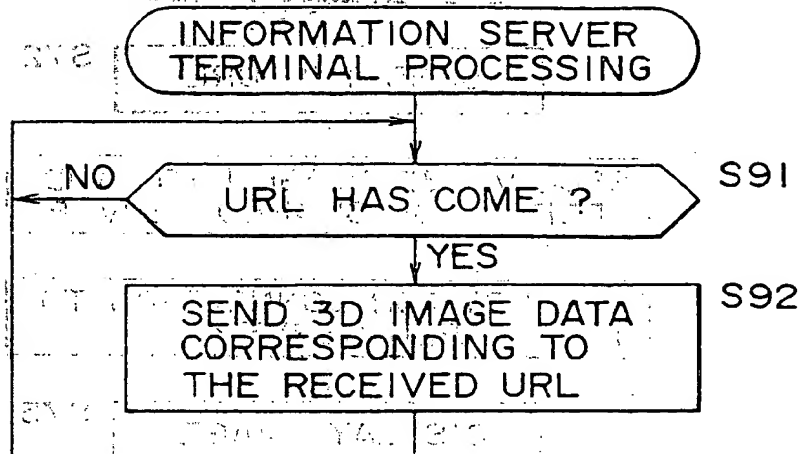 INFORMATION SERVER
TERMINAL PROCESSING
NO
URL HAS COME ?
S91
YES
SEND 3D IMAGE DATA
CORRESPONDING TO
THE RECEIVED URL
S92